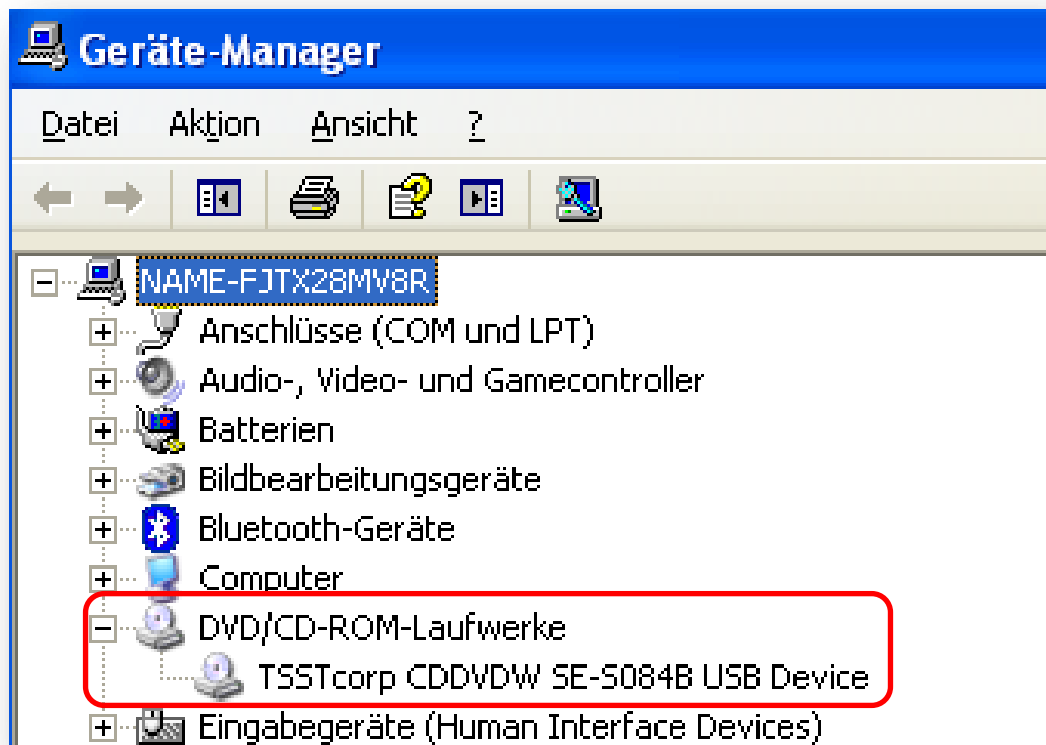 Geräte-Manager
Datei Aktion Ansicht ?
NAME-FJTX28MV8R
Anschlüsse (COM und LPT)
Audio-, Video- und Gamecontroller
Batterien
Bildbearbeitungsgeräte
Bluetooth-Geräte
Computer
DVD/CD-ROM-Laufwerke
TSSTcorp CDDVDW SE-S084B USB Device
Eingabegeräte (Human Interface Devices)